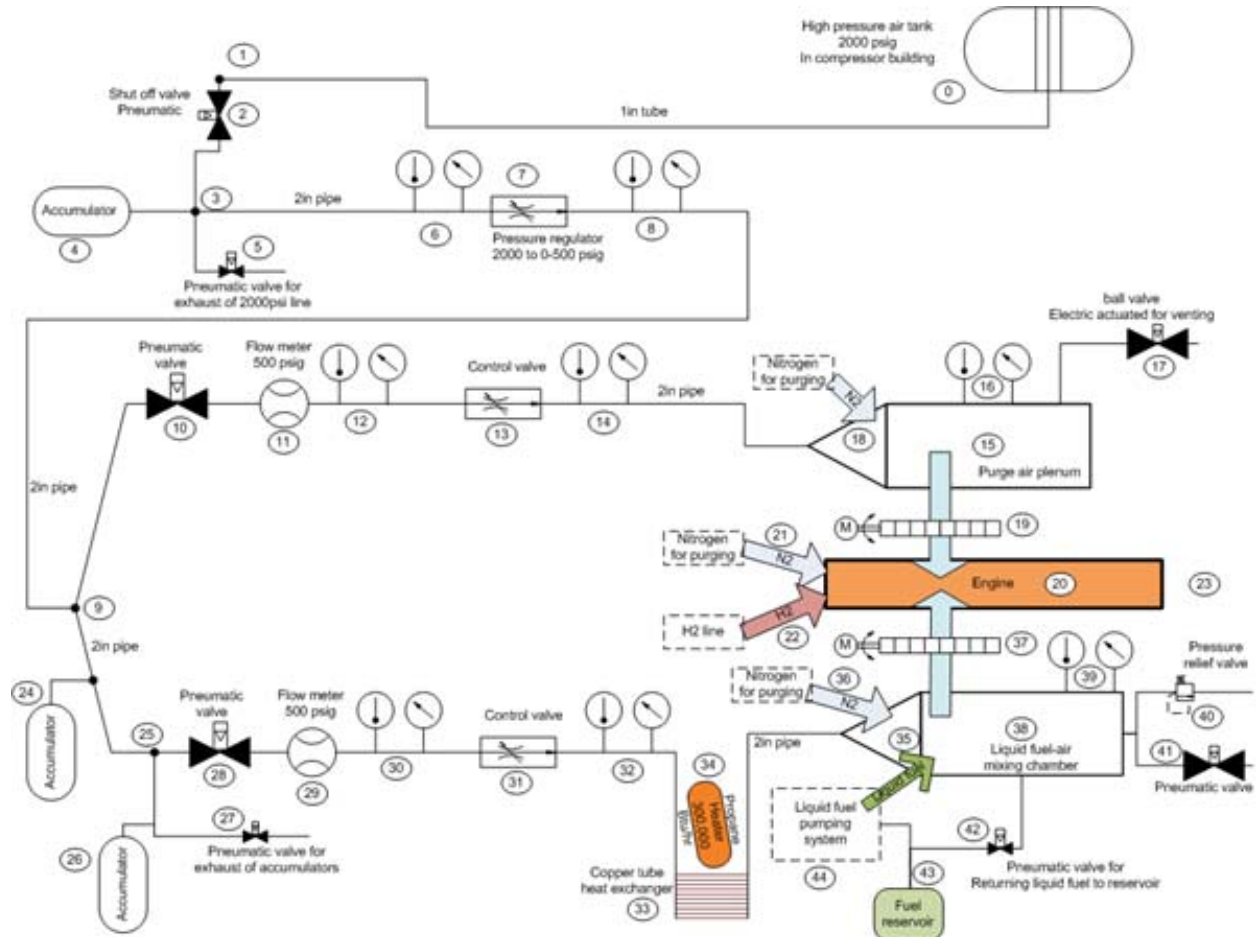 High pressure air tank
2000 psig
In compressor building
0
1
Shut off valve
Pneumatic
2
1in tube
Accumulator
4
3
2in pipe
6
7
Pressure regulator
2000 to 0-500 psig
8
5
Pneumatic valve for
exhaust of 2000psi line
ball valve
Electric actuated for venting
17
Pneumatic
valve
10
Flow meter
500 psig
11
12
Control valve
13
14
2in pipe
Nitrogen
for purging
N2
18
16
15
Purge air plenum
2in pipe
M
19
Nitrogen
for purging
21
N2
Engine
20
23
H2 line
H2
22
9
2in pipe
M
37
24
Accumulator
25
Pneumatic
valve
28
Flow meter
500 psig
29
30
Control valve
31
32
2in pipe
Nitrogen
for purging
36
N2
35
Liquid fuel
39
38
Liquid fuel-air
mixing chamber
Pressure
relief valve
40
41
Pneumatic valve
26
Accumulator
27
Pneumatic valve for
exhaust of accumulators
34
Propane
Heater
300,000
Btu/hr
Copper tube
heat exchanger
33
Liquid fuel
pumping
system
44
42
Pneumatic valve for
Returning liquid fuel to reservoir
43
Fuel
reservoir